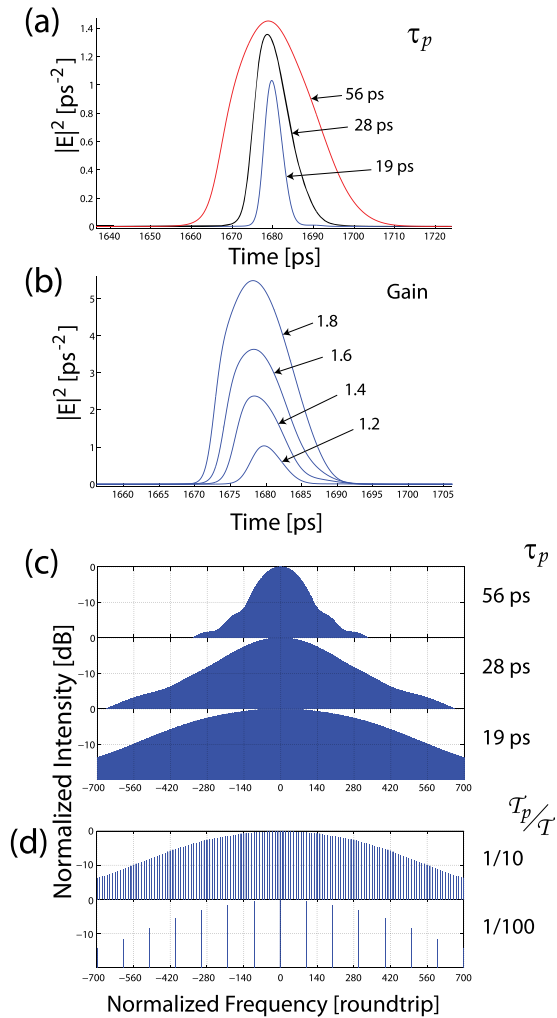 (a)
τp
|E|² [ps⁻²]
1.4
1.2
1
0.8
0.6
0.4
0.2
0
56 ps
28 ps
19 ps
1640 1650 1660 1670 1680 1690 1700 1710 1720
Time [ps]
(b)
Gain
|E|² [ps⁻²]
5
4
3
2
1
0
1.8
1.6
1.4
1.2
1660 1665 1670 1675 1680 1685 1690 1695 1700 1705
Time [ps]
(c)
τp
Normalized Intensity [dB]
0
−10
56 ps
0
−10
28 ps
0
−10
19 ps
−700 −560 −420 −280 −140 0 140 280 420 560 700
(d)
Tp/T
0
−10
1/10
0
−10
1/100
−700 −560 −420 −280 −140 0 140 280 420 560 700
Normalized Frequency [roundtrip]